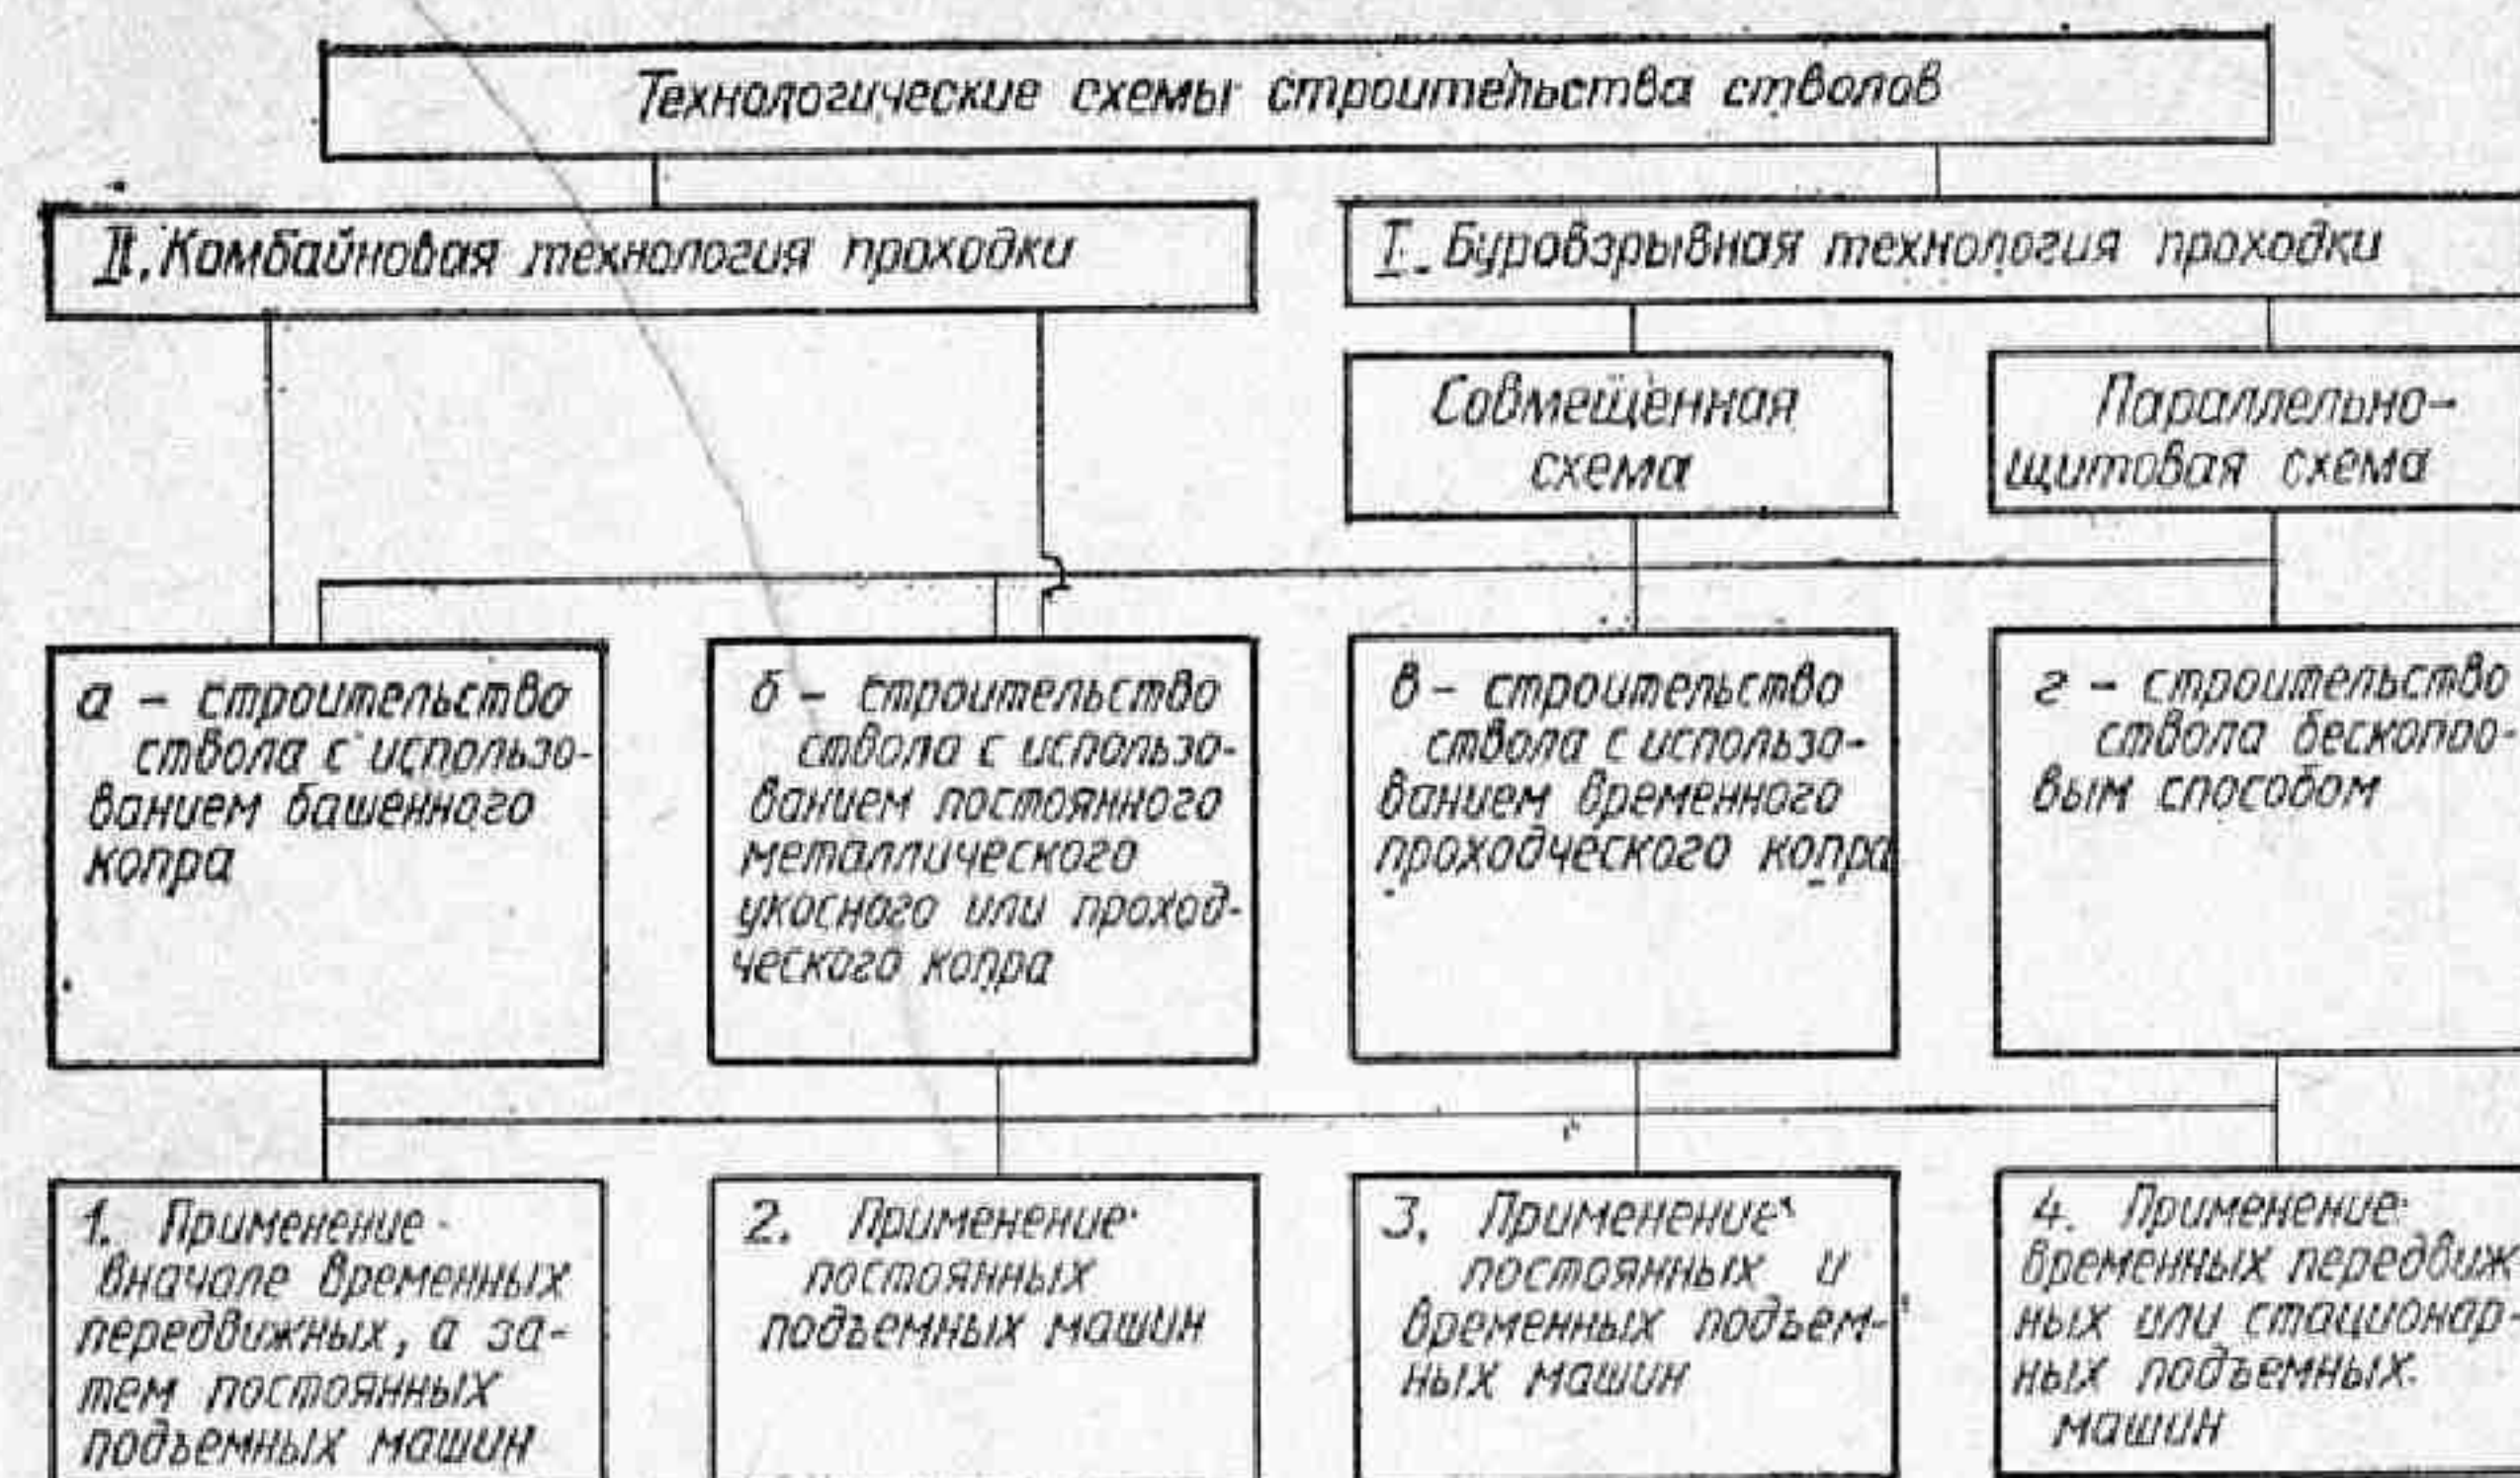 Технологические схемы строительства стволов
II. Комбайновая технология проходки
I. Буровзрывная технология проходки
Совмещенная
схема
Параллельно-
щитовая схема
а – строительство
ствола с использо-
ванием башенного
копра
б – строительство
ствола с использо-
ванием постоянного
металлического
укосного или проход-
ческого копра
в – строительство
ствола с использо-
ванием временного
проходческого копра
г – строительство
ствола бескопро-
вым способом
1. Применение
вначале временных
передвижных, а за-
тем постоянных
подъемных машин
2. Применение
постоянных
подъемных машин
3. Применение
постоянных и
временных подъем-
ных машин
4. Применение
временных передвиж
ных или стационар-
ных подъемных
машин